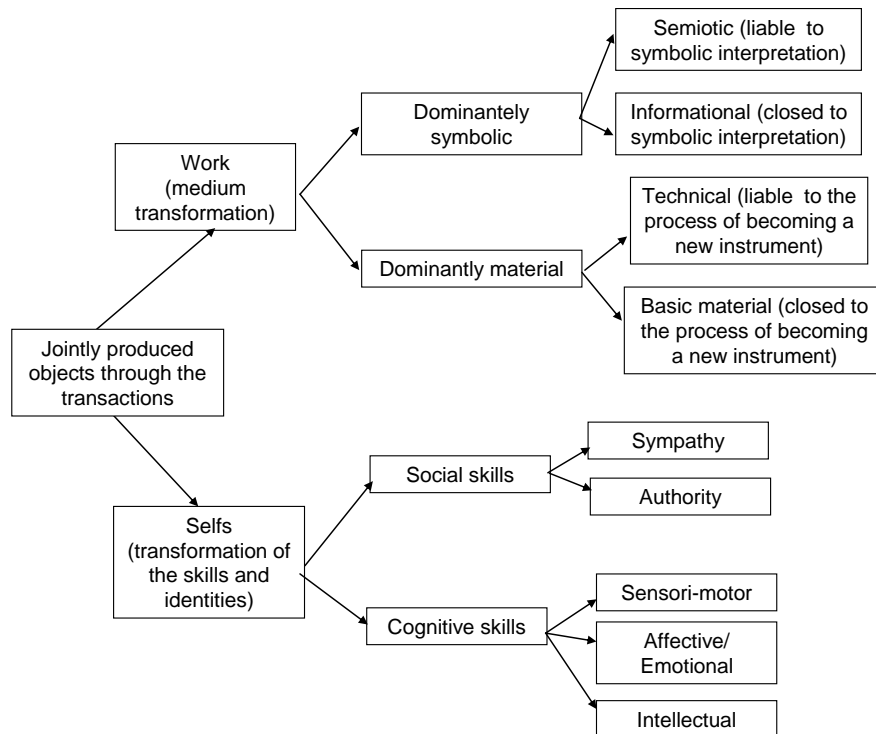 Semiotic (liable to
symbolic interpretation)
Dominantely
symbolic
Informational (closed to
symbolic interpretation)
Work
(medium
transformation)
Technical (liable to the
process of becoming a
new instrument)
Dominantly material
Basic material (closed to
the process of becoming
a new instrument)
Jointly produced
objects through the
transactions
Sympathy
Social skills
Authority
Selfs
(transformation of
the skills and
identities)
Sensori-motor
Cognitive skills
Affective/
Emotional
Intellectual